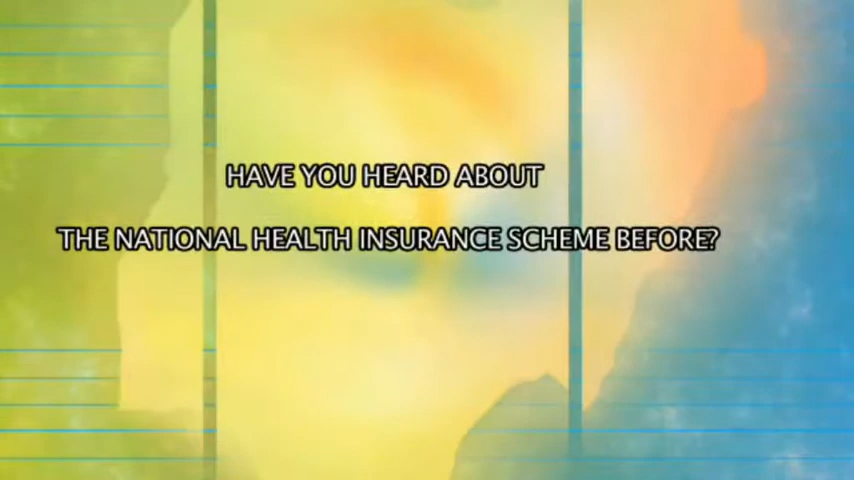 HAVE YOU HEARD ABOUT
THE NATIONAL HEALTH INSURANCE SCHEME BEFORE?